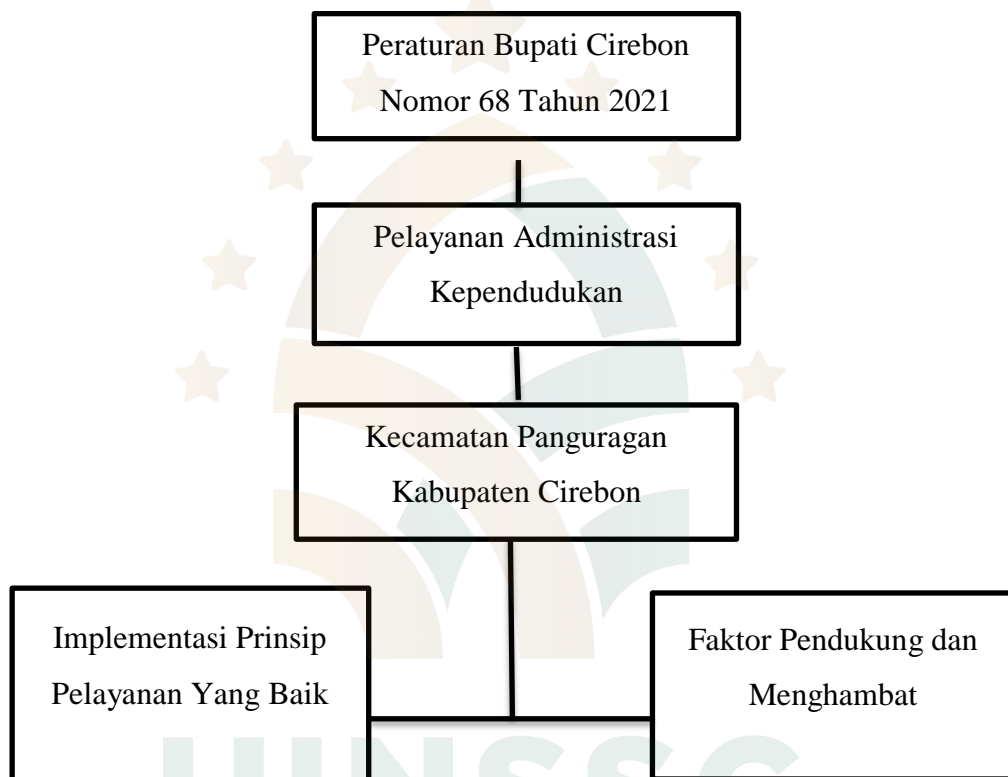 Peraturan Bupati Cirebon
Nomor 68 Tahun 2021
Pelayanan Administrasi
Kependudukan
Kecamatan Panguragan
Kabupaten Cirebon
Implementasi Prinsip
Pelayanan Yang Baik
Faktor Pendukung dan
Menghambat
UINSSC